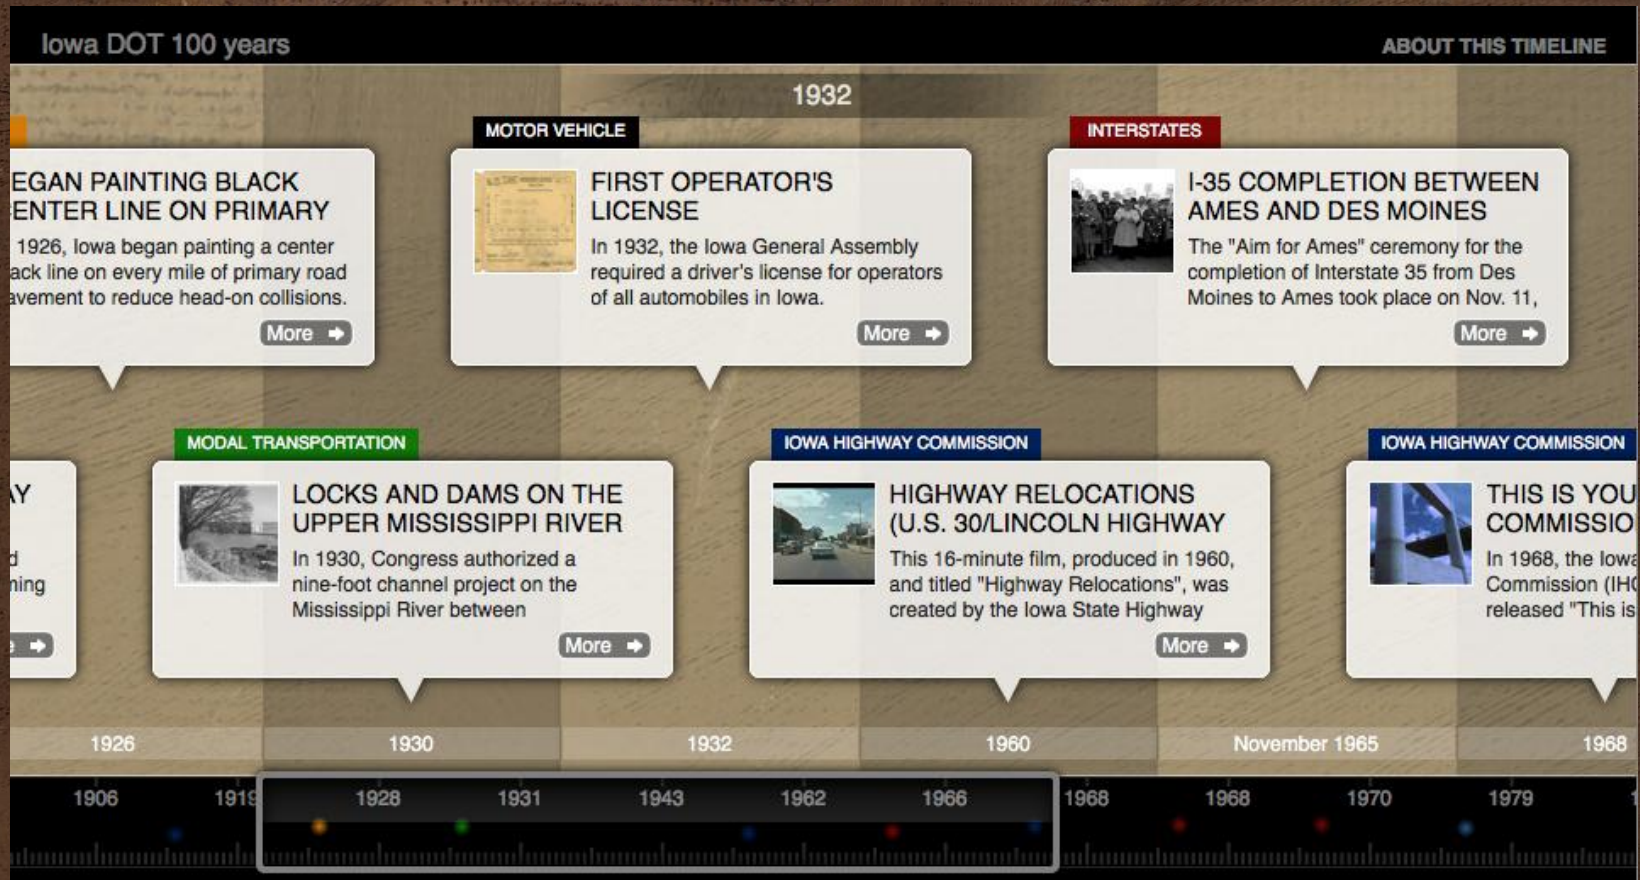 Iowa DOT 100 years
ABOUT THIS TIMELINE
1932
EGAN PAINTING BLACK
ENTER LINE ON PRIMARY
1926, Iowa began painting a center
ack line on every mile of primary road
avement to reduce head-on collisions.
More
MOTOR VEHICLE
FIRST OPERATOR'S
LICENSE
In 1932, the Iowa General Assembly
required a driver's license for operators
of all automobiles in Iowa.
More
INTERSTATES
I-35 COMPLETION BETWEEN
AMES AND DES MOINES
The "Aim for Ames" ceremony for the
completion of Interstate 35 from Des
Moines to Ames took place on Nov. 11,
More
AY
d
ning
MODAL TRANSPORTATION
LOCKS AND DAMS ON THE
UPPER MISSISSIPPI RIVER
In 1930, Congress authorized a
nine-foot channel project on the
Mississippi River between
More
IOWA HIGHWAY COMMISSION
HIGHWAY RELOCATIONS
(U.S. 30/LINCOLN HIGHWAY
This 16-minute film, produced in 1960,
and titled "Highway Relocations", was
created by the Iowa State Highway
More
IOWA HIGHWAY COMMISSION
THIS IS YOU
COMMISSIO
In 1968, the Iowa
Commission (IHC
released "This is
1926 1930 1932 1960 November 1965 1968
1906 1919 1928 1931 1943 1962 1966 1968 1968 1970 1979